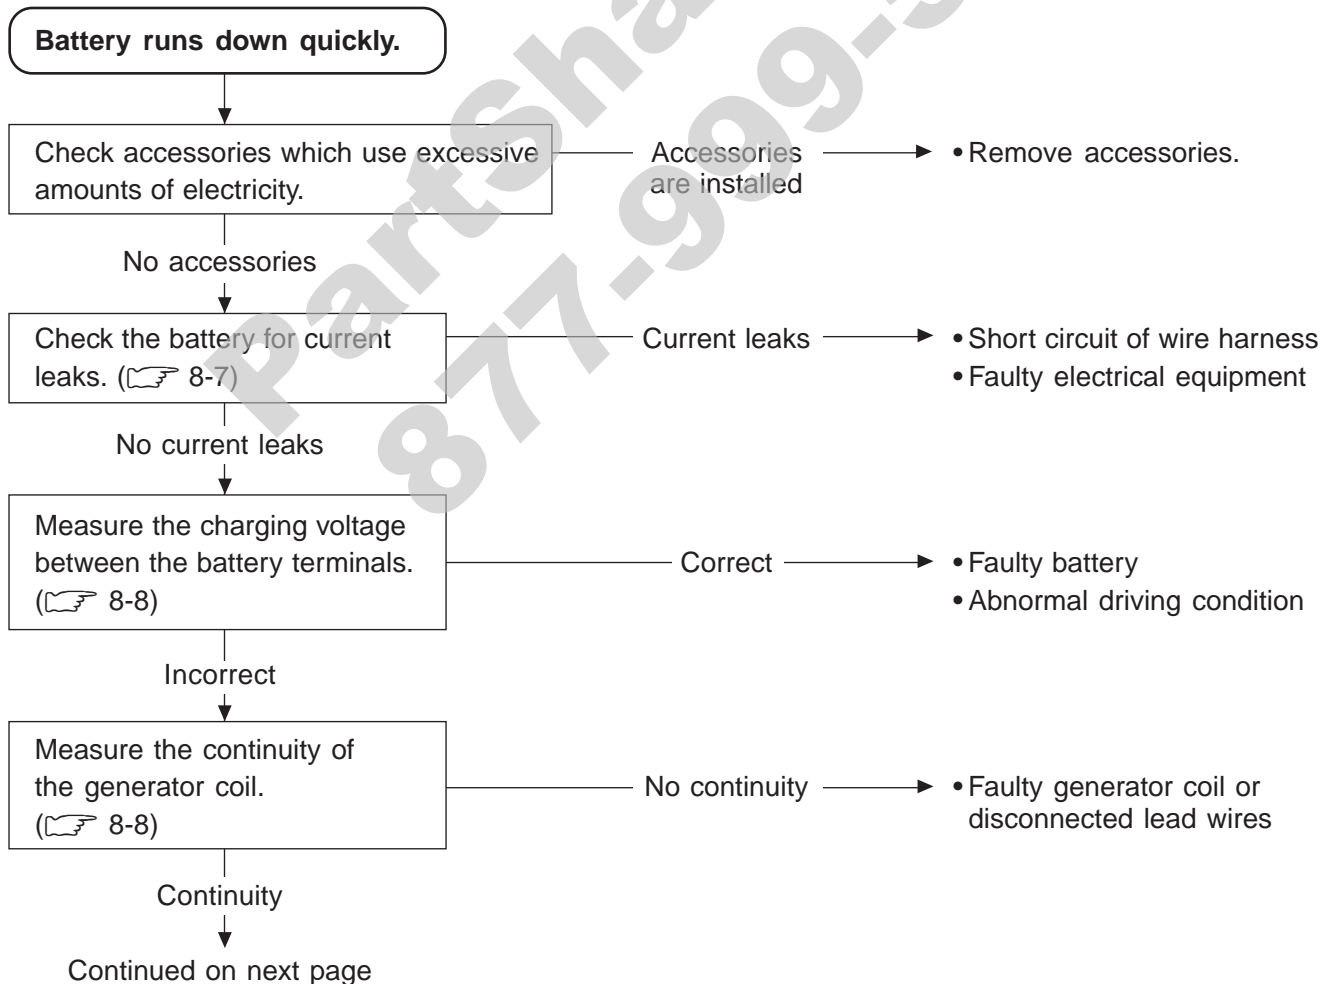 Battery runs down quickly.
Check accessories which use excessive
amounts of electricity.
Accessories
are installed
•Remove accessories.
No accessories
Check the battery for current
leaks. (☞ 8-7)
Current leaks
•Short circuit of wire harness
•Faulty electrical equipment
No current leaks
Measure the charging voltage
between the battery terminals.
(☞ 8-8)
Correct
•Faulty battery
•Abnormal driving condition
Incorrect
Measure the continuity of
the generator coil.
(☞ 8-8)
No continuity
•Faulty generator coil or
disconnected lead wires
Continuity
Continued on next page
PartSha
877-999-